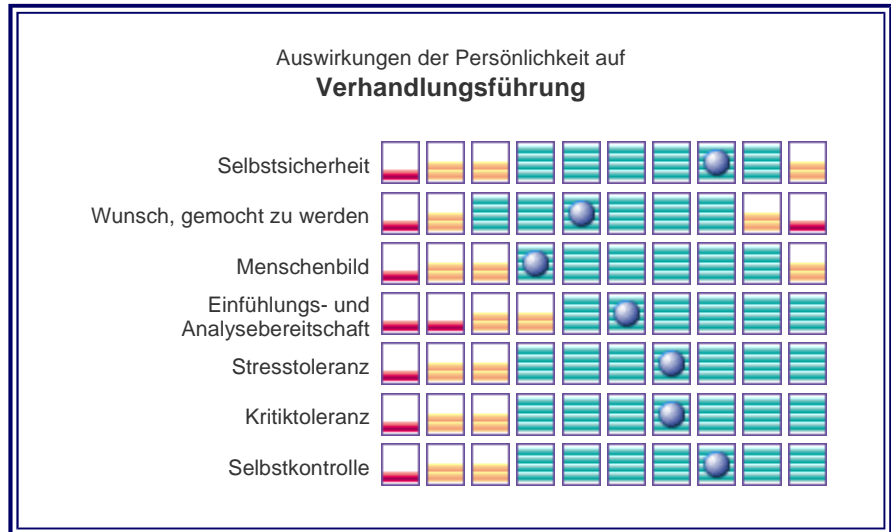 Auswirkungen der Persönlichkeit auf
Verhandlungsführung
Selbstsicherheit
Wunsch, gemocht zu werden
Menschenbild
Einfühlungs- und
Analysebereitschaft
Stresstoleranz
Kritiktoleranz
Selbstkontrolle